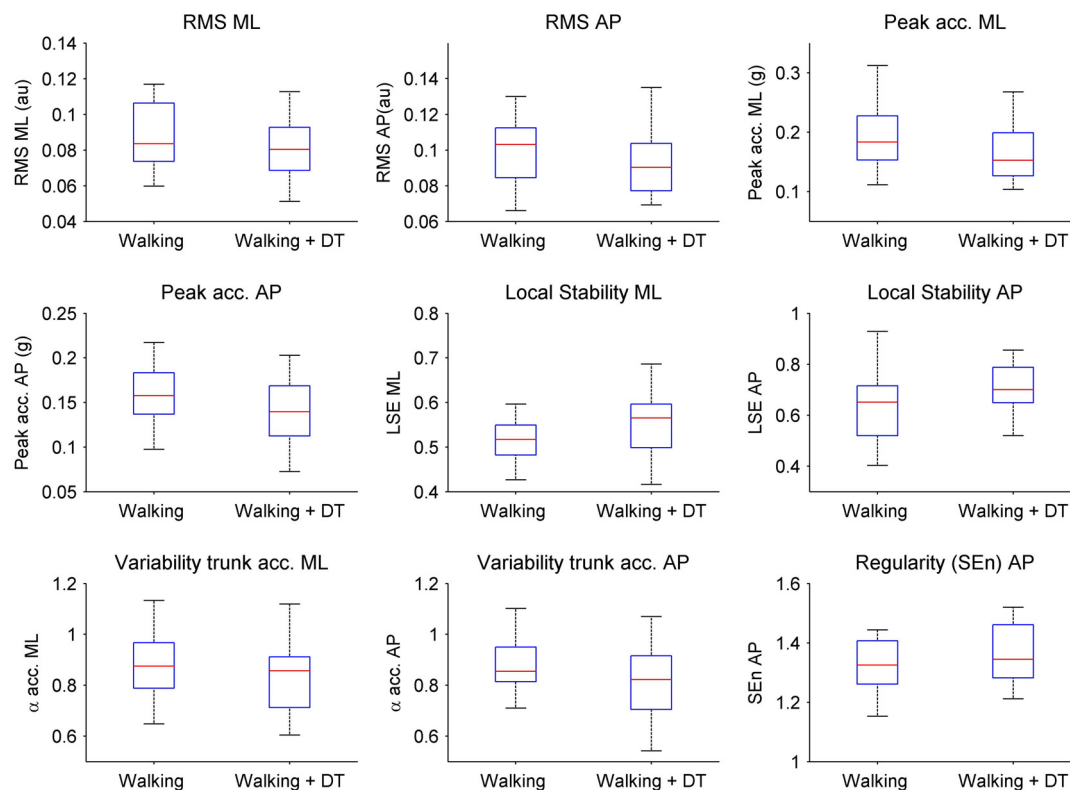 RMS ML
RMS ML (au)
0.14
0.12
0.1
0.08
0.06
0.04
Walking
Walking + DT
RMS AP
RMS AP(au)
0.14
0.12
0.1
0.08
0.06
Walking
Walking + DT
Peak acc. ML
Peak acc. ML (g)
0.3
0.2
0.1
Walking
Walking + DT
Peak acc. AP
Peak acc. AP (g)
0.25
0.2
0.15
0.1
0.05
Walking
Walking + DT
Local Stability ML
LSE ML
0.8
0.7
0.6
0.5
0.4
Walking
Walking + DT
Local Stability AP
LSE AP
1
0.8
0.6
0.4
Walking
Walking + DT
Variability trunk acc. ML
α acc. ML
1.2
1
0.8
0.6
Walking
Walking + DT
Variability trunk acc. AP
α acc. AP
1.2
1
0.8
0.6
Walking
Walking + DT
Regularity (SEn) AP
SEn AP
1.6
1.4
1.2
1
Walking
Walking + DT